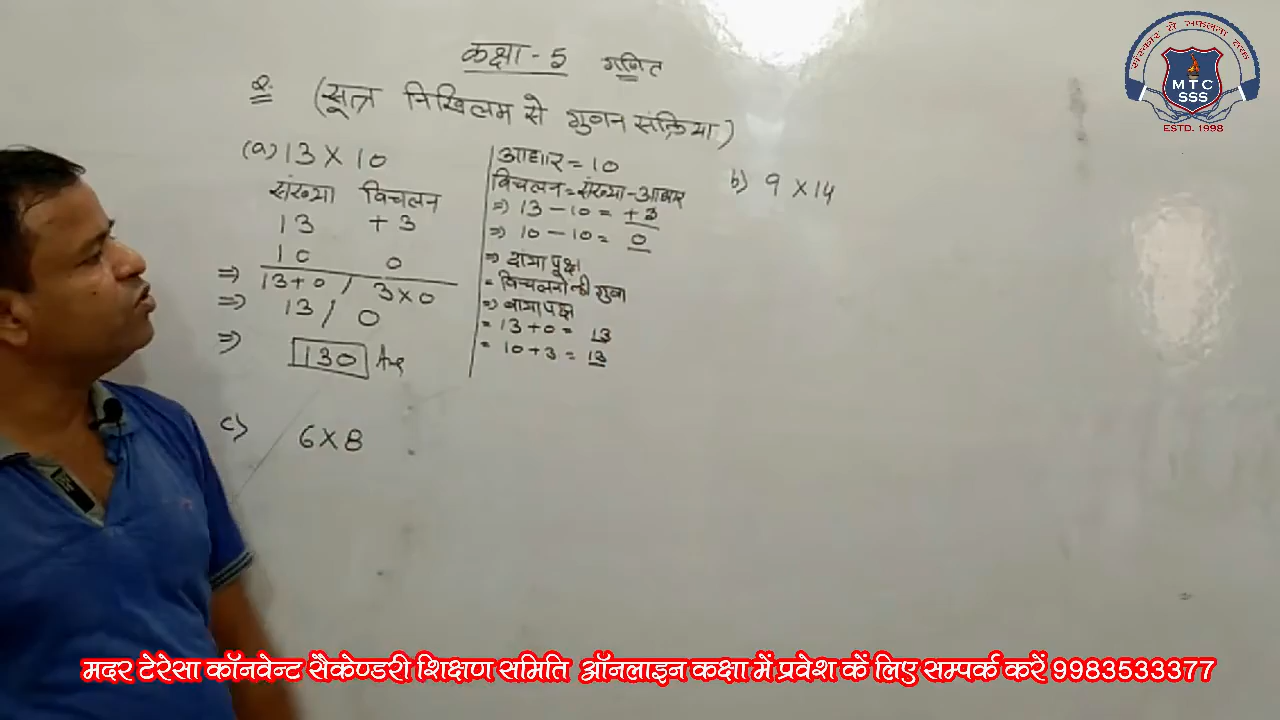 कक्षा - 5 गणित
Q. (सूत्र निखिलम से गुणन संक्रिया)
(a) 13 × 10
संख्या विचलन
13 + 3
10 0
⇒ 13+0 / 3×0
⇒ 13 / 0
⇒ 130 Ans
आधार = 10
विचलन = संख्या - आधार
⇒ 13 - 10 = + 3
⇒ 10 - 10 = 0
⇒ दाया पक्ष
= विचलनो की गुणा
⇒ बाया पक्ष
= 13 + 0 = 13
= 10 + 3 = 13
b) 9 × 14
c) 6 × 8
संस्कार से सफलता तक
MTC
SSS
ESTD. 1998
मदर टेरेसा कॉनवेन्ट सैकेण्डरी शिक्षण समिति ऑनलाइन कक्षा में प्रवेश कें लिए सम्पर्क करें 9983533377